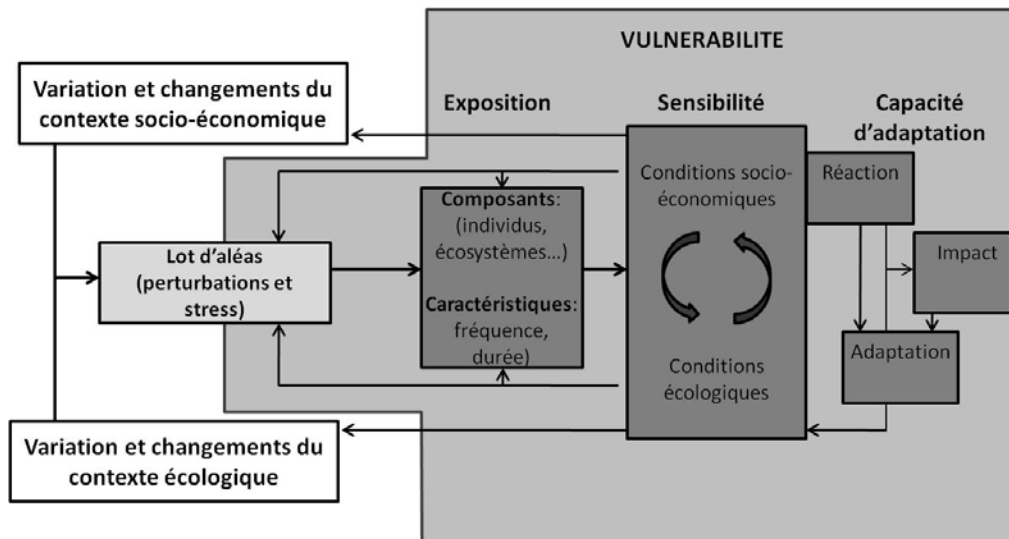 VULNERABILITE
Variation et changements du
contexte socio-économique
Exposition
Sensibilité
Capacité
d'adaptation
Conditions socio-
économiques
Réaction
Composants:
(individus,
écosystèmes...)
Lot d'aléas
(perturbations et
stress)
Impact
Caractéristiques:
fréquence,
durée)
Adaptation
Conditions
écologiques
Variation et changements du
contexte écologique